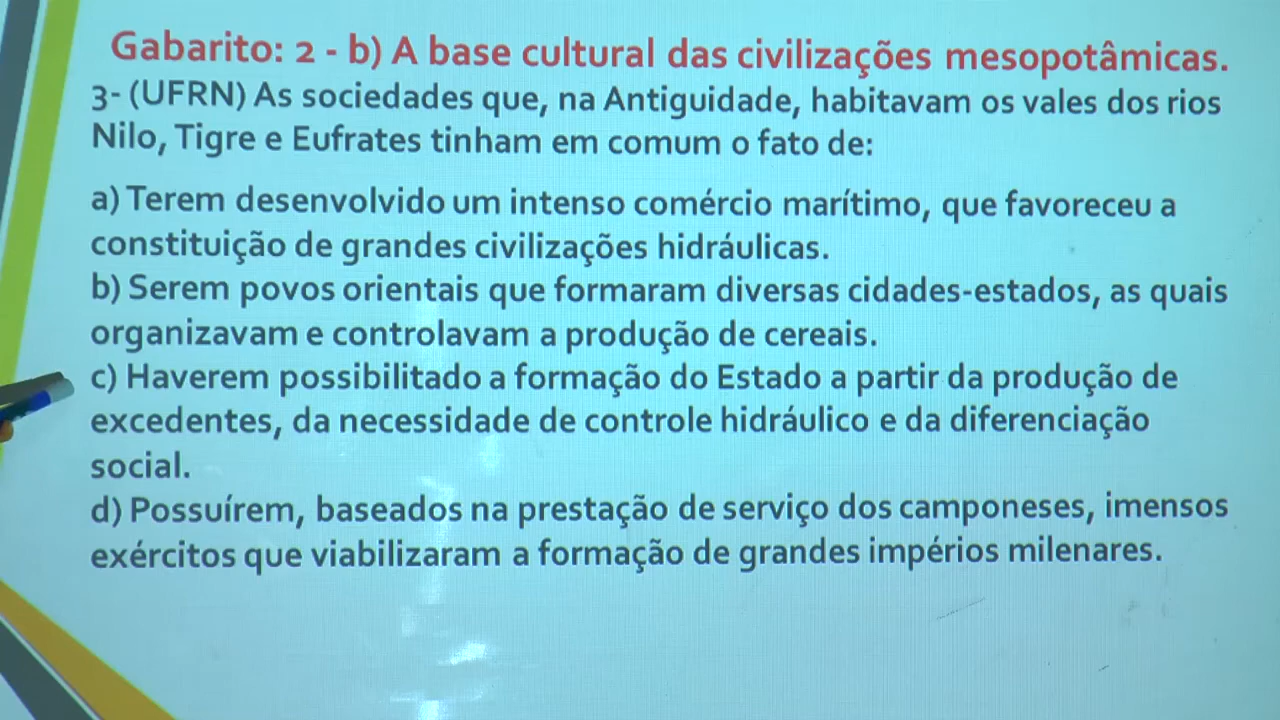 Gabarito: 2 - b) A base cultural das civilizações mesopotâmicas.
3- (UFRN) As sociedades que, na Antiguidade, habitavam os vales dos rios
Nilo, Tigre e Eufrates tinham em comum o fato de:
a) Terem desenvolvido um intenso comércio marítimo, que favoreceu a
constituição de grandes civilizações hidráulicas.
b) Serem povos orientais que formaram diversas cidades-estados, as quais
organizavam e controlavam a produção de cereais.
c) Haverem possibilitado a formação do Estado a partir da produção de
excedentes, da necessidade de controle hidráulico e da diferenciação
social.
d) Possuírem, baseados na prestação de serviço dos camponeses, imensos
exércitos que viabilizaram a formação de grandes impérios milenares.